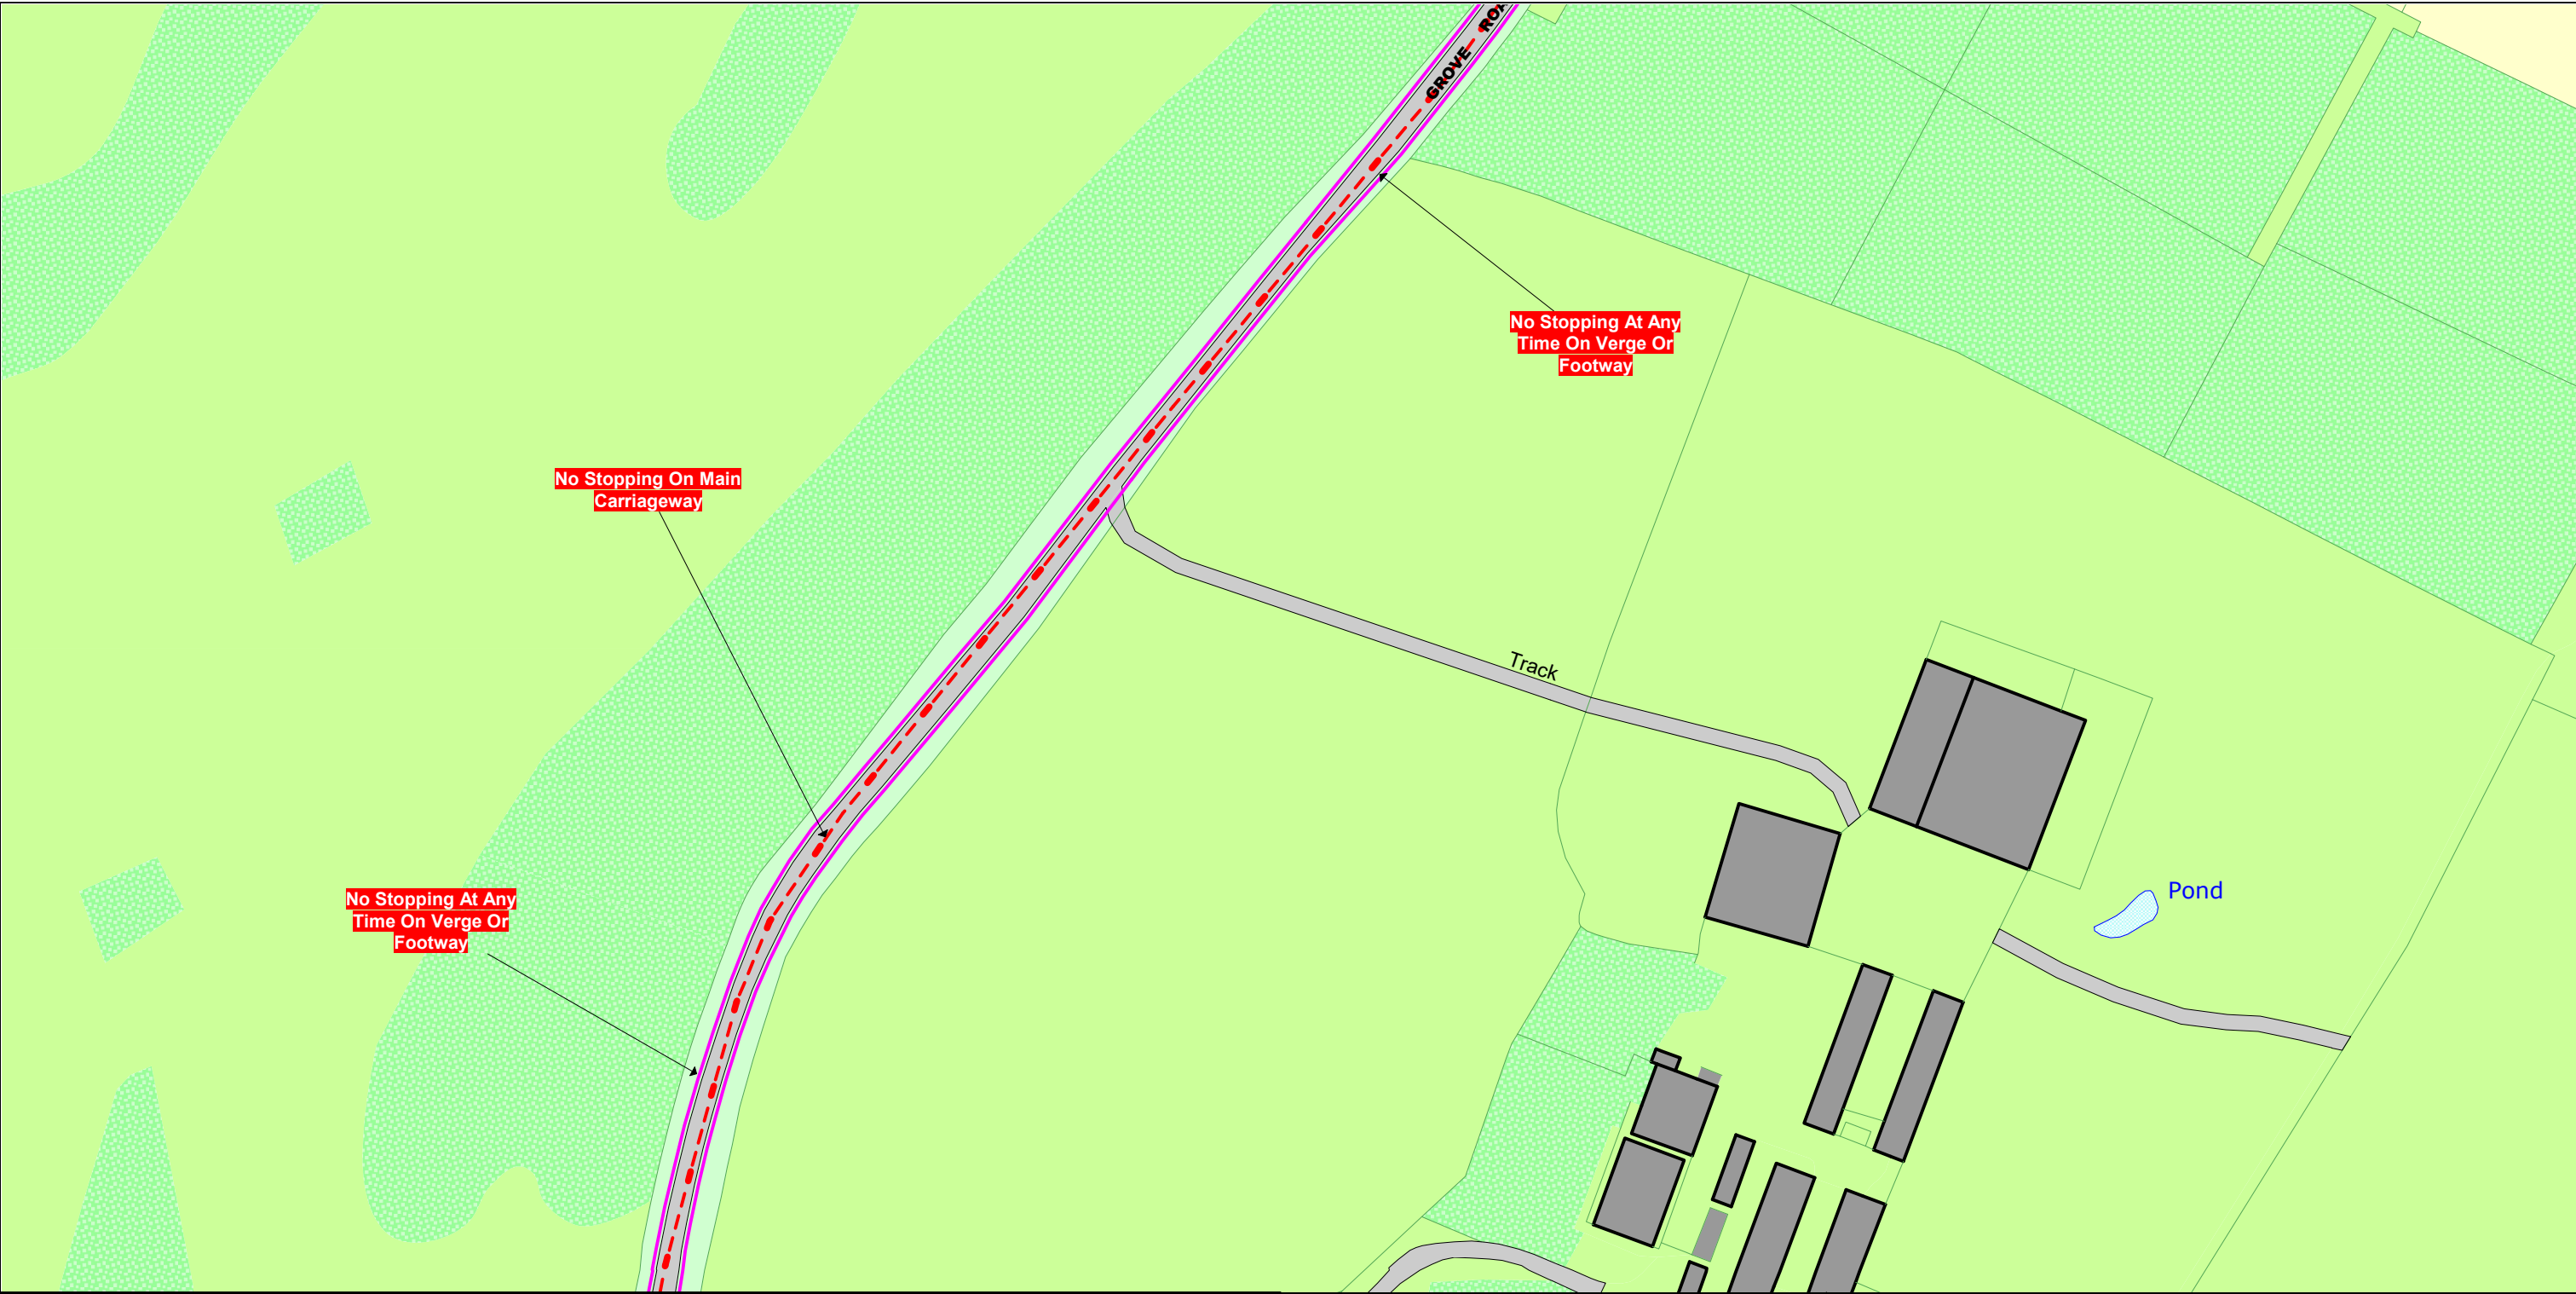 GROVE
No Stopping At Any
Time On Verge Or
Footway
No Stopping On Main
Carriageway
Track
Pond
No Stopping At Any
Time On Verge Or
Footway